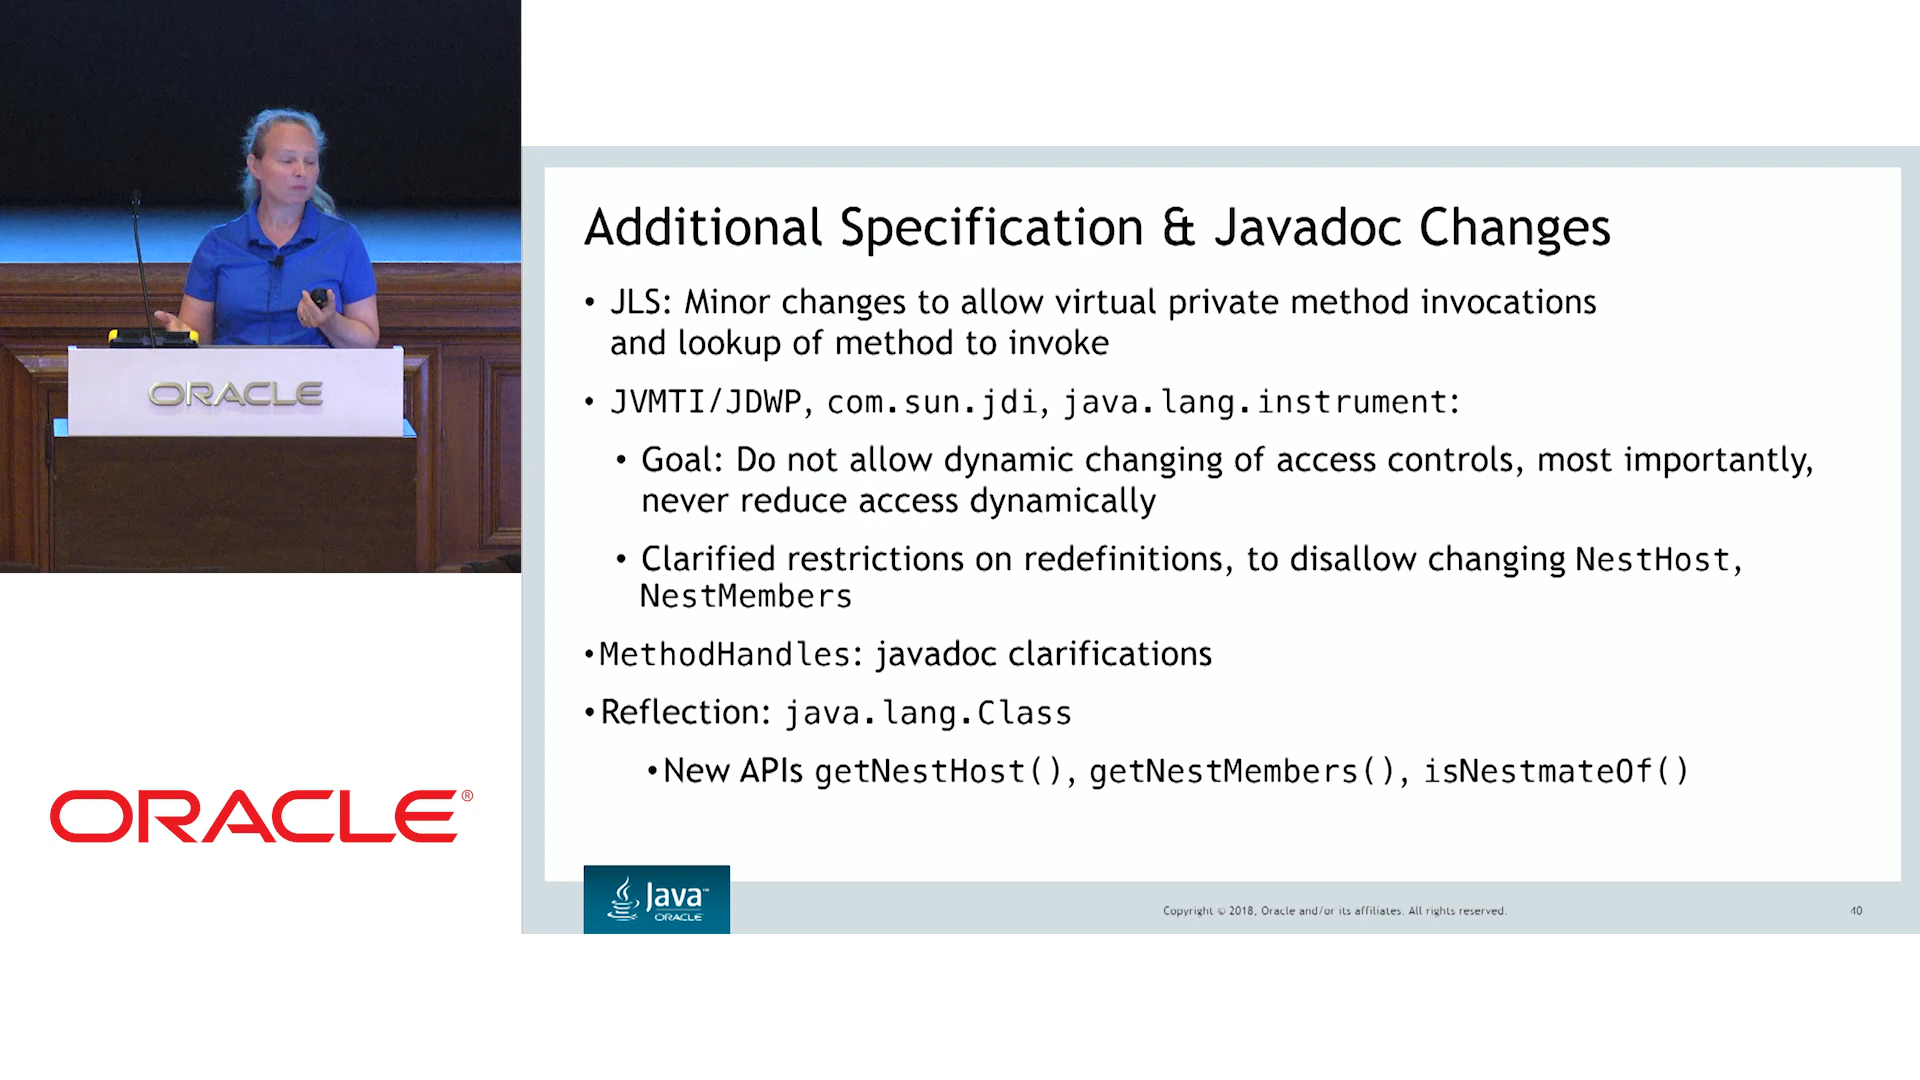 ORACLE
Additional Specification & Javadoc Changes
• JLS: Minor changes to allow virtual private method invocations
and lookup of method to invoke
• JVMTI/JDWP, com.sun.jdi, java.lang.instrument:
• Goal: Do not allow dynamic changing of access controls, most importantly,
never reduce access dynamically
• Clarified restrictions on redefinitions, to disallow changing NestHost,
NestMembers
•MethodHandles: javadoc clarifications
•Reflection: java.lang.Class
•New APIs getNestHost(), getNestMembers(), isNestmateOf()
ORACLE®
Java™
ORACLE
Copyright © 2018, Oracle and/or its affiliates. All rights reserved.
40